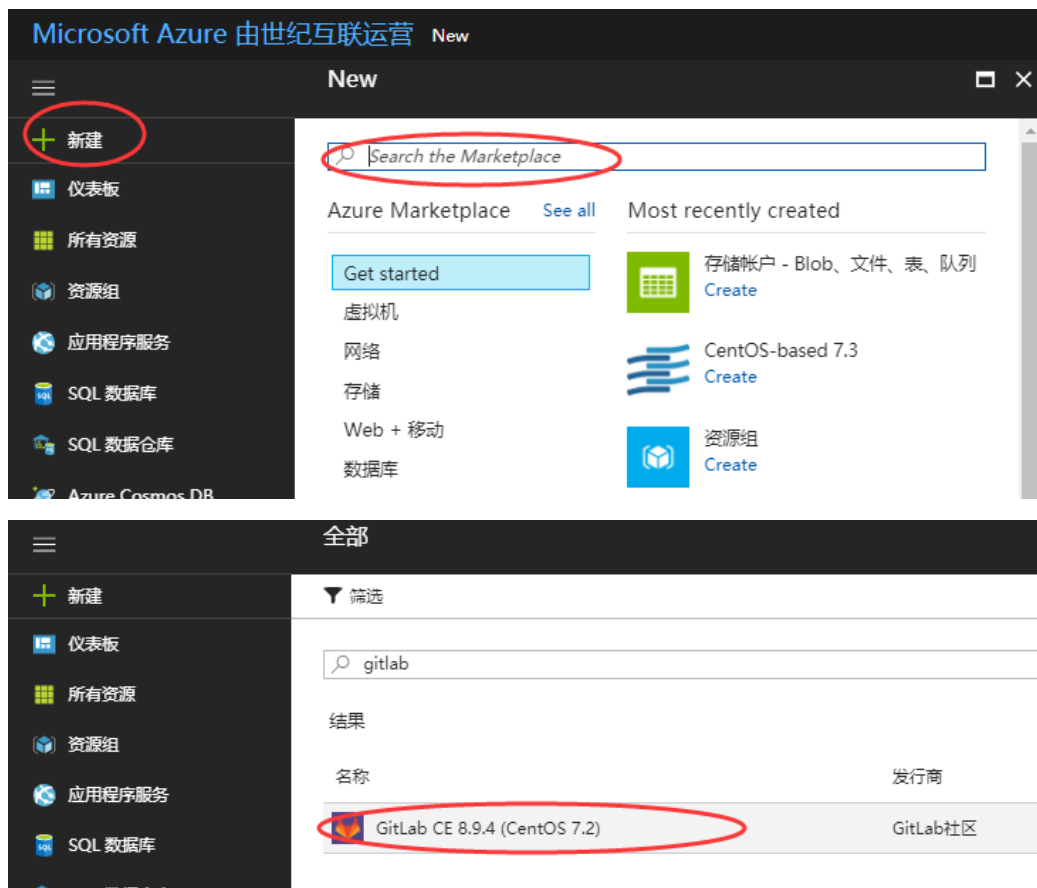 Microsoft Azure 由世纪互联运营 New
New
新建
Search the Marketplace
仪表板
Azure Marketplace See all Most recently created
所有资源
存储帐户 - Blob、文件、表、队列
Get started
Create
资源组
虚拟机
应用程序服务
网络
CentOS-based 7.3
Create
SQL 数据库
存储
Web + 移动
资源组
SQL 数据仓库
数据库
Create
Azure Cosmos DB
全部
新建
筛选
仪表板
gitlab
所有资源
结果
资源组
名称 发行商
应用程序服务
GitLab CE 8.9.4 (CentOS 7.2) GitLab社区
SQL 数据库